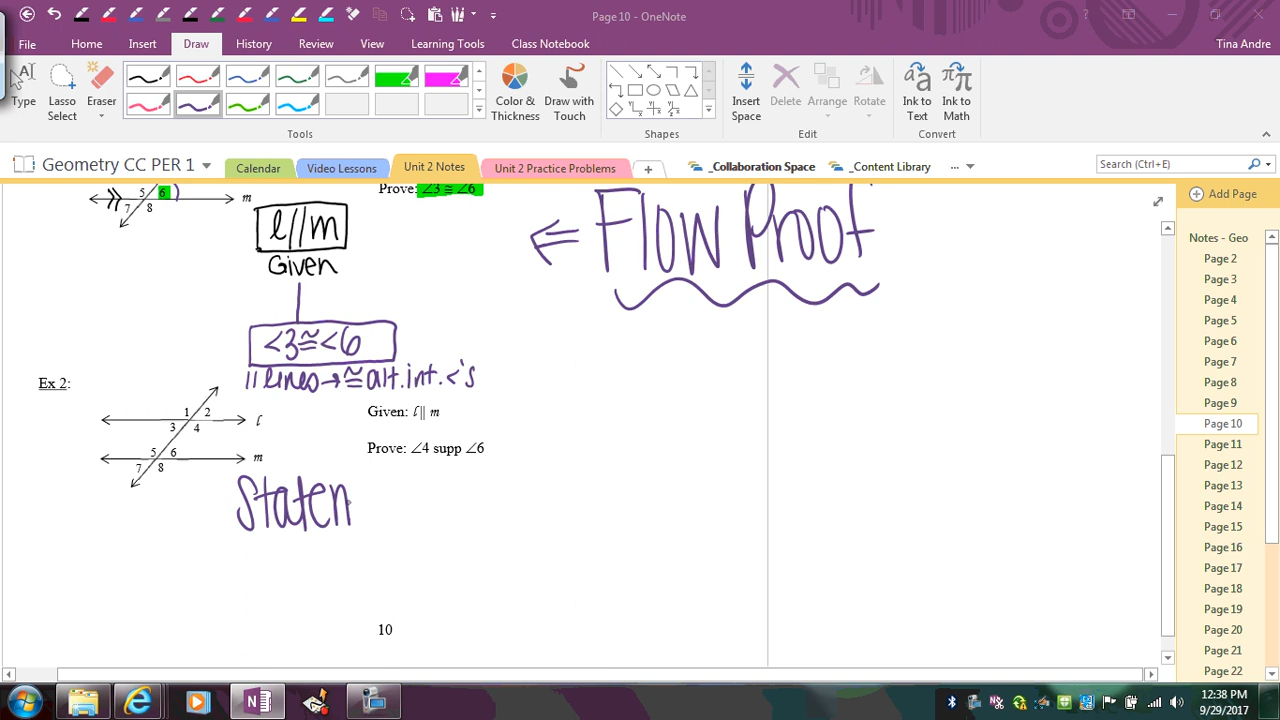 Page 10 - OneNote
Tina Andre
File Home Insert Draw History Review View Learning Tools Class Notebook
Type
Lasso Select
Eraser
Color & Thickness
Draw with Touch
Insert Space
Delete
Arrange
Rotate
Ink to Text
Ink to Math
Tools
Shapes
Edit
Convert
Geometry CC PER 1 Calendar Video Lessons Unit 2 Notes Unit 2 Practice Problems _Collaboration Space _Content Library ...
Search (Ctrl+E)
Add Page
Notes - Geo
Page 2
Page 3
Page 4
Page 5
Page 6
Page 7
Page 8
Page 9
Page 10
Page 11
Page 12
Page 13
Page 14
Page 15
Page 16
Page 17
Page 18
Page 19
Page 20
Page 21
Page 22
5 6
7 8
m
Prove: ∠3 ≅ ∠6
l//m
Given
⇐ Flow Proof
<3≅<6
// lines→≅alt.int.<'s
Ex 2:
1 2
3 4
l
5 6
7 8
m
Given: l || m
Prove: ∠4 supp ∠6
Staten
10
12:38 PM
9/29/2017